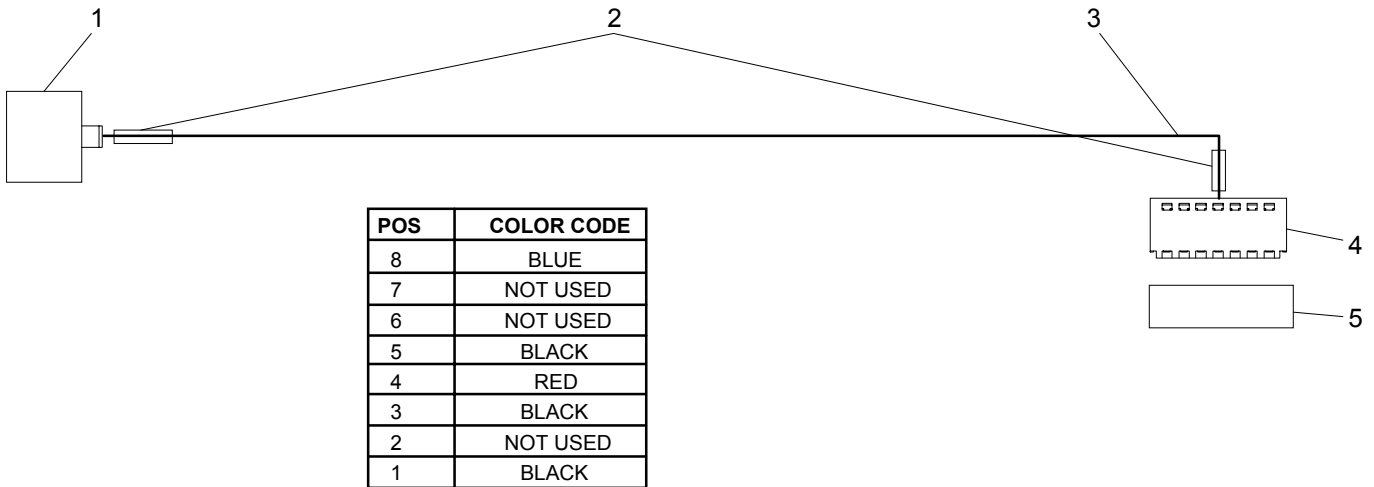 1 2 3
4
5
POS COLOR CODE
8 BLUE
7 NOT USED
6 NOT USED
5 BLACK
4 RED
3 BLACK
2 NOT USED
1 BLACK